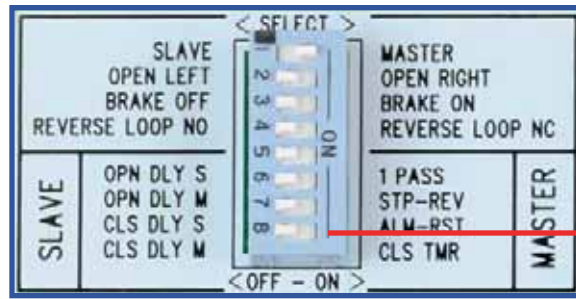 < SELECT >
SLAVE 1 MASTER
OPEN LEFT 2 OPEN RIGHT
BRAKE OFF 3 BRAKE ON
REVERSE LOOP NO 4 REVERSE LOOP NC
ON
SLAVE
OPN DLY S 5 1 PASS
OPN DLY M 6 STP-REV
CLS DLY S 7 ALM-RST
CLS DLY M 8 CLS TMR
MASTER
< OFF - ON >